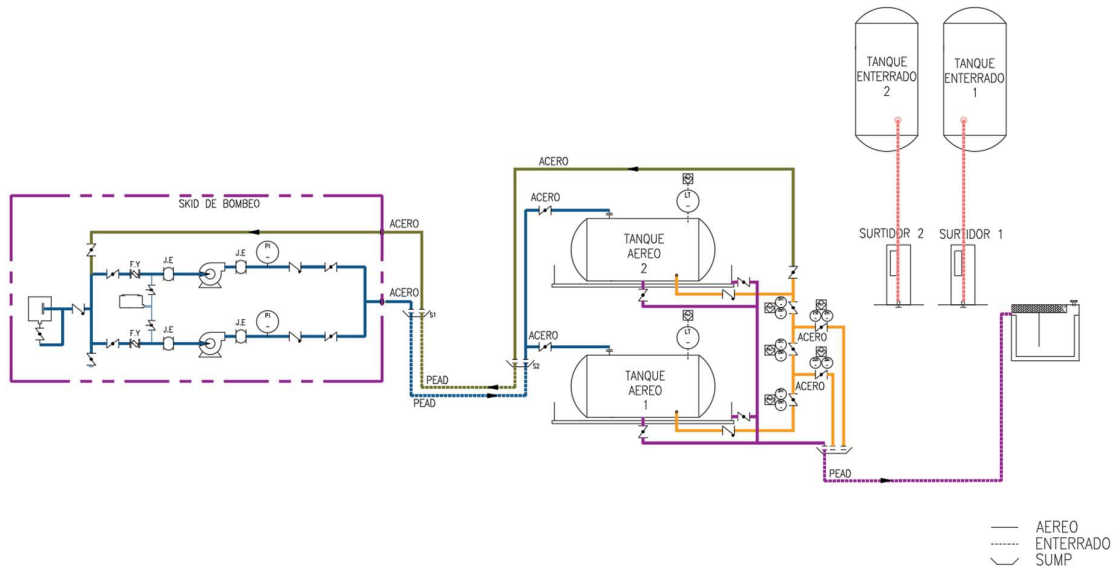 TANQUE
ENTERRADO
2
TANQUE
ENTERRADO
1
ACERO
ACERO
SKID DE BOMBEO
ACERO
LT
TANQUE
AEREO
2
SURTIDOR 2
SURTIDOR 1
F.Y
J.E
J.E
PI
ACERO
F.Y
J.E
J.E
PI
S1
ACERO
LT
ACERO
S2
PEAD
PEAD
TANQUE
AEREO
1
ACERO
PEAD
AEREO
ENTERRADO
SUMP